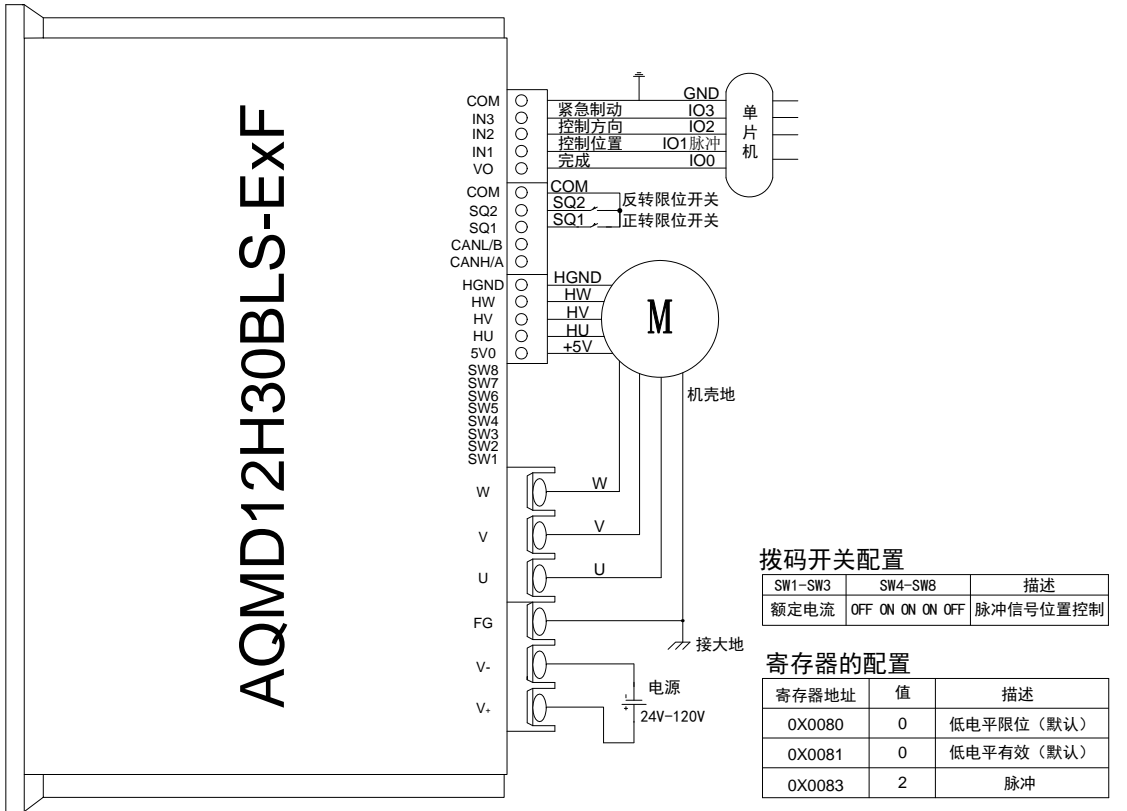 AQMD12H30BLS-ExF
COM
IN3
IN2
IN1
VO
COM
SQ2
SQ1
CANL/B
CANH/A
HGND
HW
HV
HU
5V0
SW8
SW7
SW6
SW5
SW4
SW3
SW2
SW1
W
V
U
FG
V-
V+
GND
紧急制动 IO3
控制方向 IO2
控制位置 IO1脉冲
完成 IO0
单片机
COM
SQ2 反转限位开关
SQ1 正转限位开关
HGND
HW
HV
HU
+5V
M
机壳地
W
V
U
接大地
电源
-
+
24V-120V
拨码开关配置
SW1-SW3 SW4-SW8 描述
额定电流 OFF ON ON ON OFF 脉冲信号位置控制
寄存器的配置
寄存器地址 值 描述
0X0080 0 低电平限位（默认）
0X0081 0 低电平有效（默认）
0X0083 2 脉冲